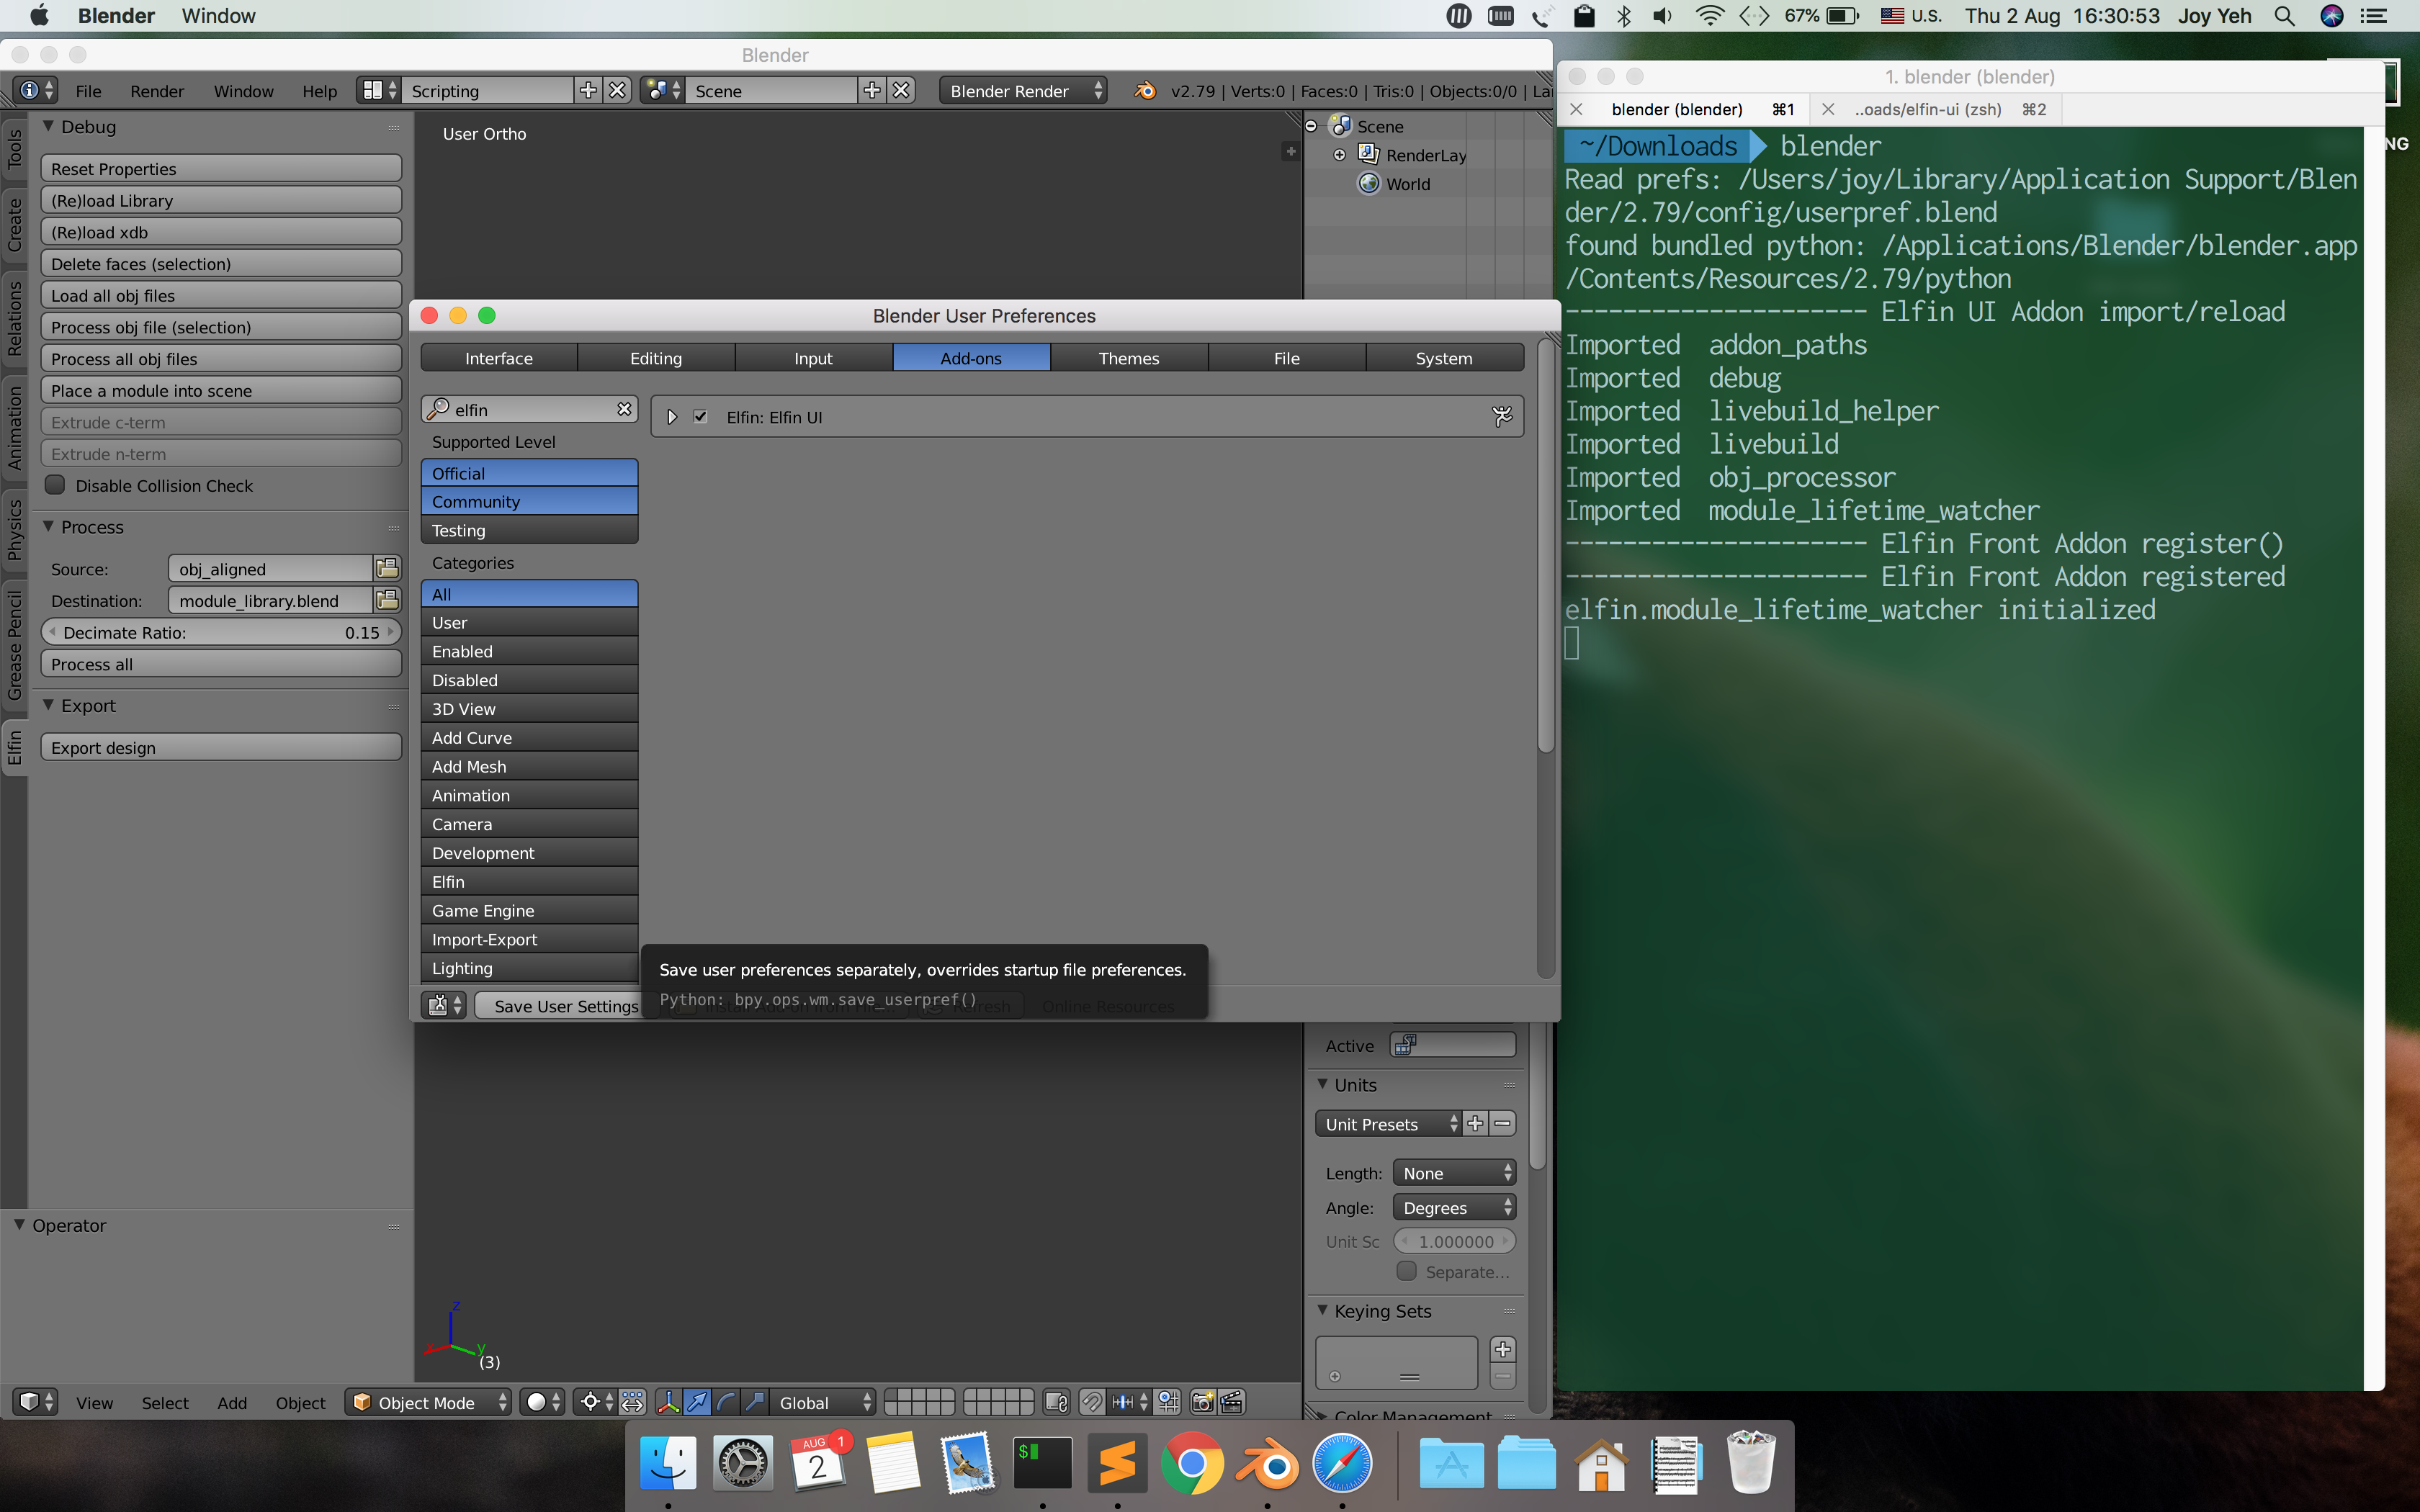 Blender Window
67% U.S. Thu 2 Aug 16:30:53 Joy Yeh
Blender
File Render Window Help Scripting Scene Blender Render v2.79 | Verts:0 | Faces:0 | Tris:0 | Objects:0/0 | La
Tools
Create
Relations
Animation
Physics
Grease Pencil
Elfin
Debug
Reset Properties
(Re)load Library
(Re)load xdb
Delete faces (selection)
Load all obj files
Process obj file (selection)
Process all obj files
Place a module into scene
Extrude c-term
Extrude n-term
Disable Collision Check
Process
Source: obj_aligned
Destination: module_library.blend
Decimate Ratio: 0.15
Process all
Export
Export design
Operator
User Ortho
Scene
RenderLay
World
Blender User Preferences
Interface Editing Input Add-ons Themes File System
elfin
Elfin: Elfin UI
Supported Level
Official
Community
Testing
Categories
All
User
Enabled
Disabled
3D View
Add Curve
Add Mesh
Animation
Camera
Development
Elfin
Game Engine
Import-Export
Lighting
Save user preferences separately, overrides startup file preferences.
Python: bpy.ops.wm.save_userpref()
Save User Settings Install Add-on from File... Refresh Online Resources
Active
Units
Unit Presets
Length: None
Angle: Degrees
Unit Sc 1.000000
Separate...
Keying Sets
Color Management
z
x
y
(3)
View Select Add Object Object Mode Global
1. blender (blender)
blender (blender) ⌘1 ..oads/elfin-ui (zsh) ⌘2
~/Downloads blender
Read prefs: /Users/joy/Library/Application Support/Blen
der/2.79/config/userpref.blend
found bundled python: /Applications/Blender/blender.app
/Contents/Resources/2.79/python
--------------------- Elfin UI Addon import/reload
Imported  addon_paths
Imported  debug
Imported  livebuild_helper
Imported  livebuild
Imported  obj_processor
Imported  module_lifetime_watcher
--------------------- Elfin Front Addon register()
--------------------- Elfin Front Addon registered
elfin.module_lifetime_watcher initialized
NG
AUG
2
1
$